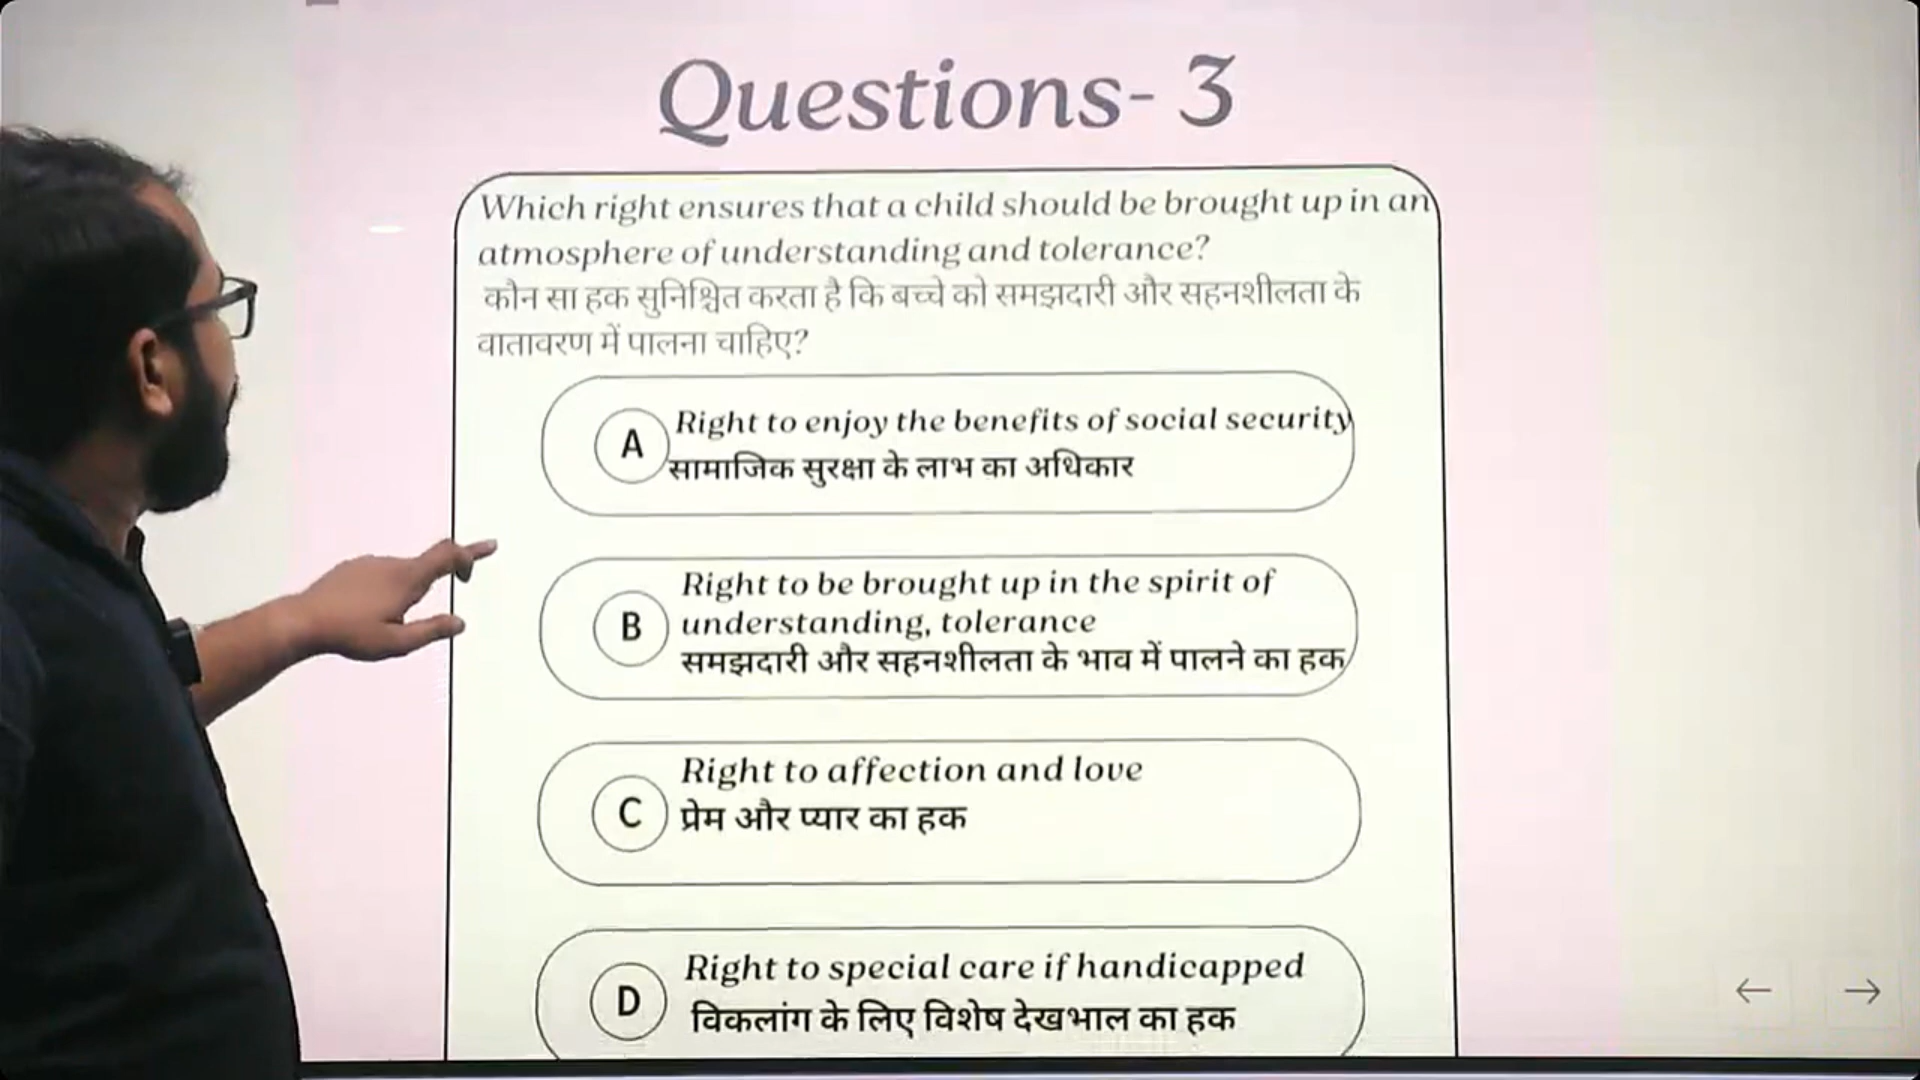 Questions- 3
Which right ensures that a child should be brought up in an
atmosphere of understanding and tolerance?
कौन सा हक सुनिश्चित करता है कि बच्चे को समझदारी और सहनशीलता के
वातावरण में पालना चाहिए?
A
Right to enjoy the benefits of social security
सामाजिक सुरक्षा के लाभ का अधिकार
B
Right to be brought up in the spirit of
understanding, tolerance
समझदारी और सहनशीलता के भाव में पालने का हक
C
Right to affection and love
प्रेम और प्यार का हक
D
Right to special care if handicapped
विकलांग के लिए विशेष देखभाल का हक